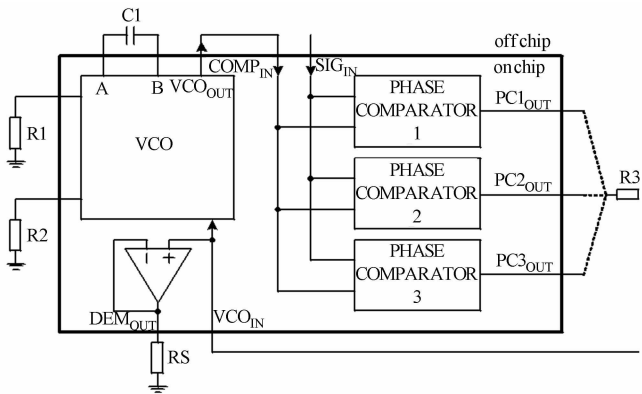 C1
off chip
on chip
COMP_IN
SIG_IN
A
B
VCO_OUT
PHASE
COMPARATOR
1
PC1_OUT
R1
VCO
R3
PHASE
COMPARATOR
2
PC2_OUT
R2
− +
PHASE
COMPARATOR
3
PC3_OUT
DEM_OUT
VCO_IN
RS